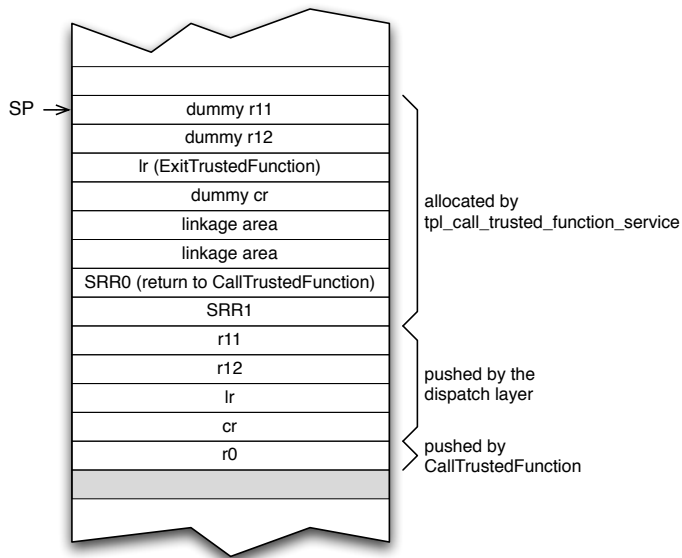 SP
dummy r11
dummy r12
lr (ExitTrustedFunction)
dummy cr
linkage area
linkage area
SRR0 (return to CallTrustedFunction)
SRR1
r11
r12
lr
cr
r0
allocated by
tpl_call_trusted_function_service
pushed by the
dispatch layer
pushed by
CallTrustedFunction